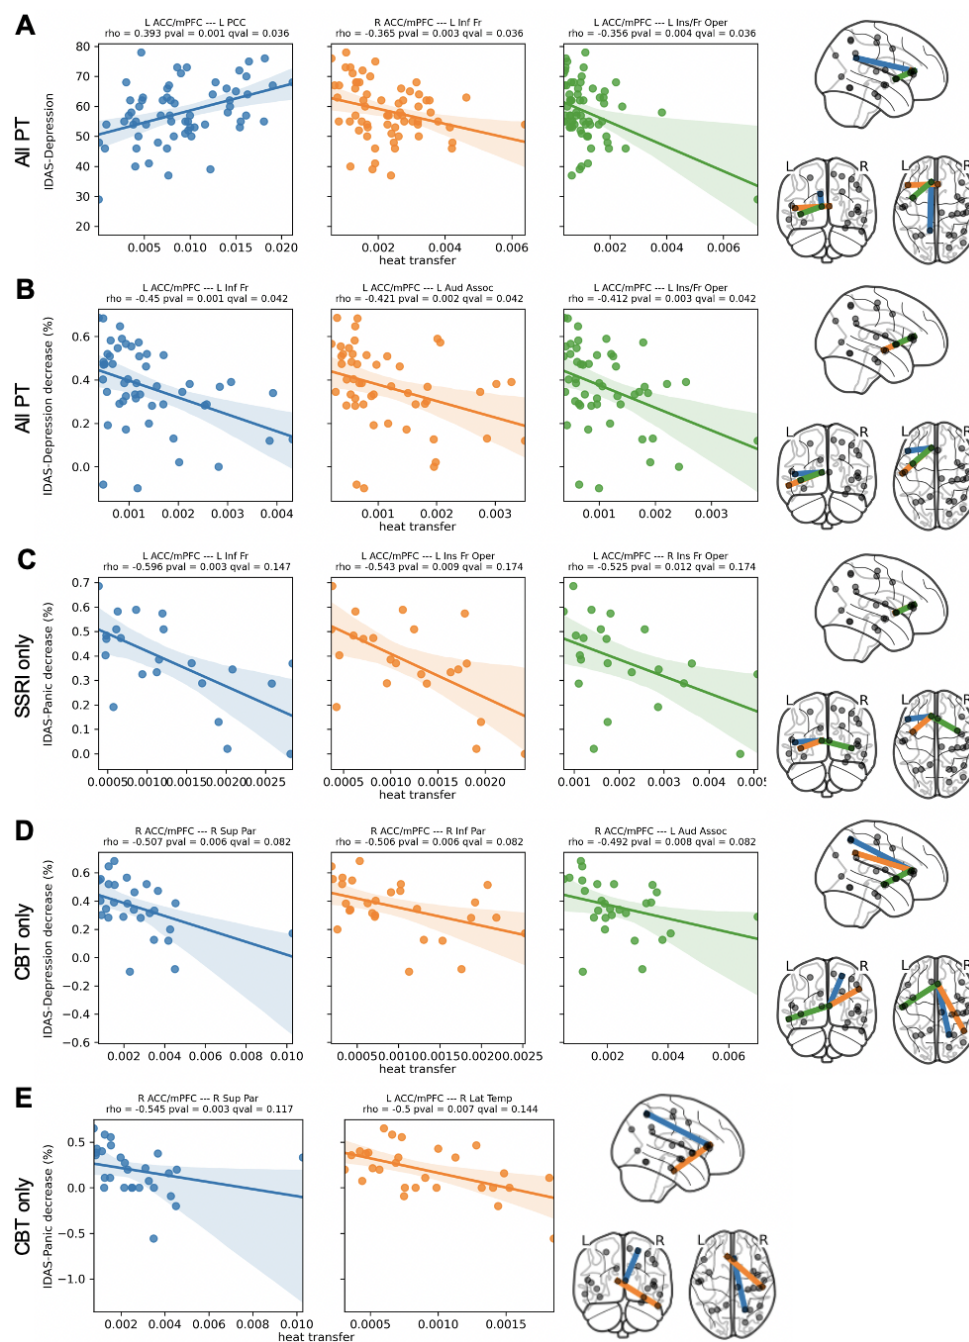 A
L ACC/mPFC --- L PCC
rho = 0.393 pval = 0.001 qval = 0.036
R ACC/mPFC --- L Inf Fr
rho = -0.365 pval = 0.003 qval = 0.036
L ACC/mPFC --- L Ins/Fr Oper
rho = -0.356 pval = 0.004 qval = 0.036
All PT
IDAS-Depression
80
70
60
50
40
30
20
0.005 0.010 0.015 0.020
0.002 0.004 0.006
0.002 0.004 0.006
heat transfer
L R L R
B
L ACC/mPFC --- L Inf Fr
rho = -0.45 pval = 0.001 qval = 0.042
L ACC/mPFC --- L Aud Assoc
rho = -0.421 pval = 0.002 qval = 0.042
L ACC/mPFC --- L Ins/Fr Oper
rho = -0.412 pval = 0.003 qval = 0.042
All PT
IDAS-Depression decrease (%)
0.6
0.4
0.2
0.0
0.001 0.002 0.003 0.004
0.001 0.002 0.003
0.001 0.002 0.003
heat transfer
L R L R
C
L ACC/mPFC --- L Inf Fr
rho = -0.596 pval = 0.003 qval = 0.147
L ACC/mPFC --- L Ins Fr Oper
rho = -0.543 pval = 0.009 qval = 0.174
L ACC/mPFC --- R Ins Fr Oper
rho = -0.525 pval = 0.012 qval = 0.174
SSRI only
IDAS-Panic decrease (%)
0.7
0.6
0.5
0.4
0.3
0.2
0.1
0.0
0.0005 0.0010 0.0015 0.0020 0.0025
0.0005 0.0010 0.0015 0.0020
0.001 0.002 0.003 0.004 0.005
heat transfer
L R L R
D
R ACC/mPFC --- R Sup Par
rho = -0.507 pval = 0.006 qval = 0.082
R ACC/mPFC --- R Inf Par
rho = -0.506 pval = 0.006 qval = 0.082
R ACC/mPFC --- L Aud Assoc
rho = -0.492 pval = 0.008 qval = 0.082
CBT only
IDAS-Depression decrease (%)
0.6
0.4
0.2
0.0
−0.2
−0.4
−0.6
0.002 0.004 0.006 0.008 0.010
0.0005 0.0010 0.0015 0.0020 0.0025
0.002 0.004 0.006
heat transfer
L R L R
E
R ACC/mPFC --- R Sup Par
rho = -0.545 pval = 0.003 qval = 0.117
L ACC/mPFC --- R Lat Temp
rho = -0.5 pval = 0.007 qval = 0.144
CBT only
IDAS-Panic decrease (%)
0.5
0.0
−0.5
−1.0
0.002 0.004 0.006 0.008 0.010
0.0005 0.0010 0.0015
heat transfer
L R L R